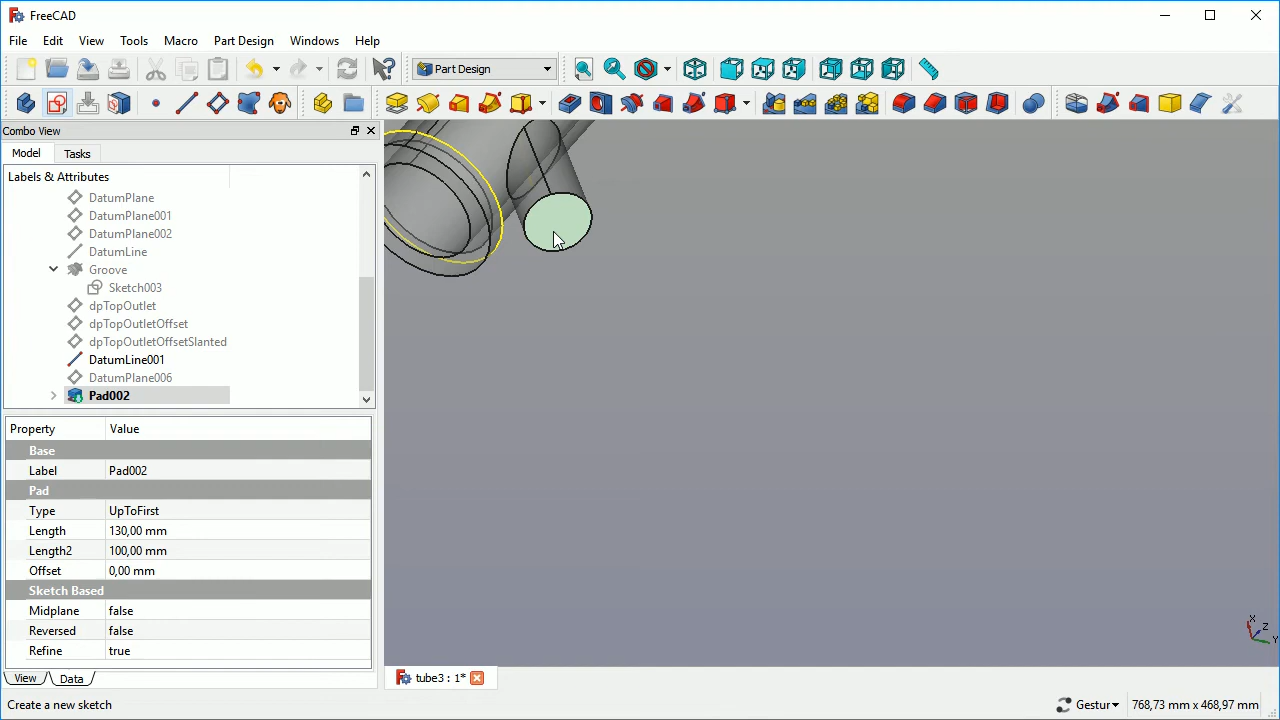 FreeCAD
File Edit View Tools Macro Part Design Windows Help
Part Design
Combo View
Model Tasks
Labels & Attributes
DatumPlane
DatumPlane001
DatumPlane002
DatumLine
Groove
Sketch003
dpTopOutlet
dpTopOutletOffset
dpTopOutletOffsetSlanted
DatumLine001
DatumPlane006
Pad002
Property Value
Base
Label Pad002
Pad
Type UpToFirst
Length 130,00 mm
Length2 100,00 mm
Offset 0,00 mm
Sketch Based
Midplane false
Reversed false
Refine true
View Data
X
Z
Y
tube3 : 1*
Create a new sketch
Gestur
768,73 mm x 468,97 mm